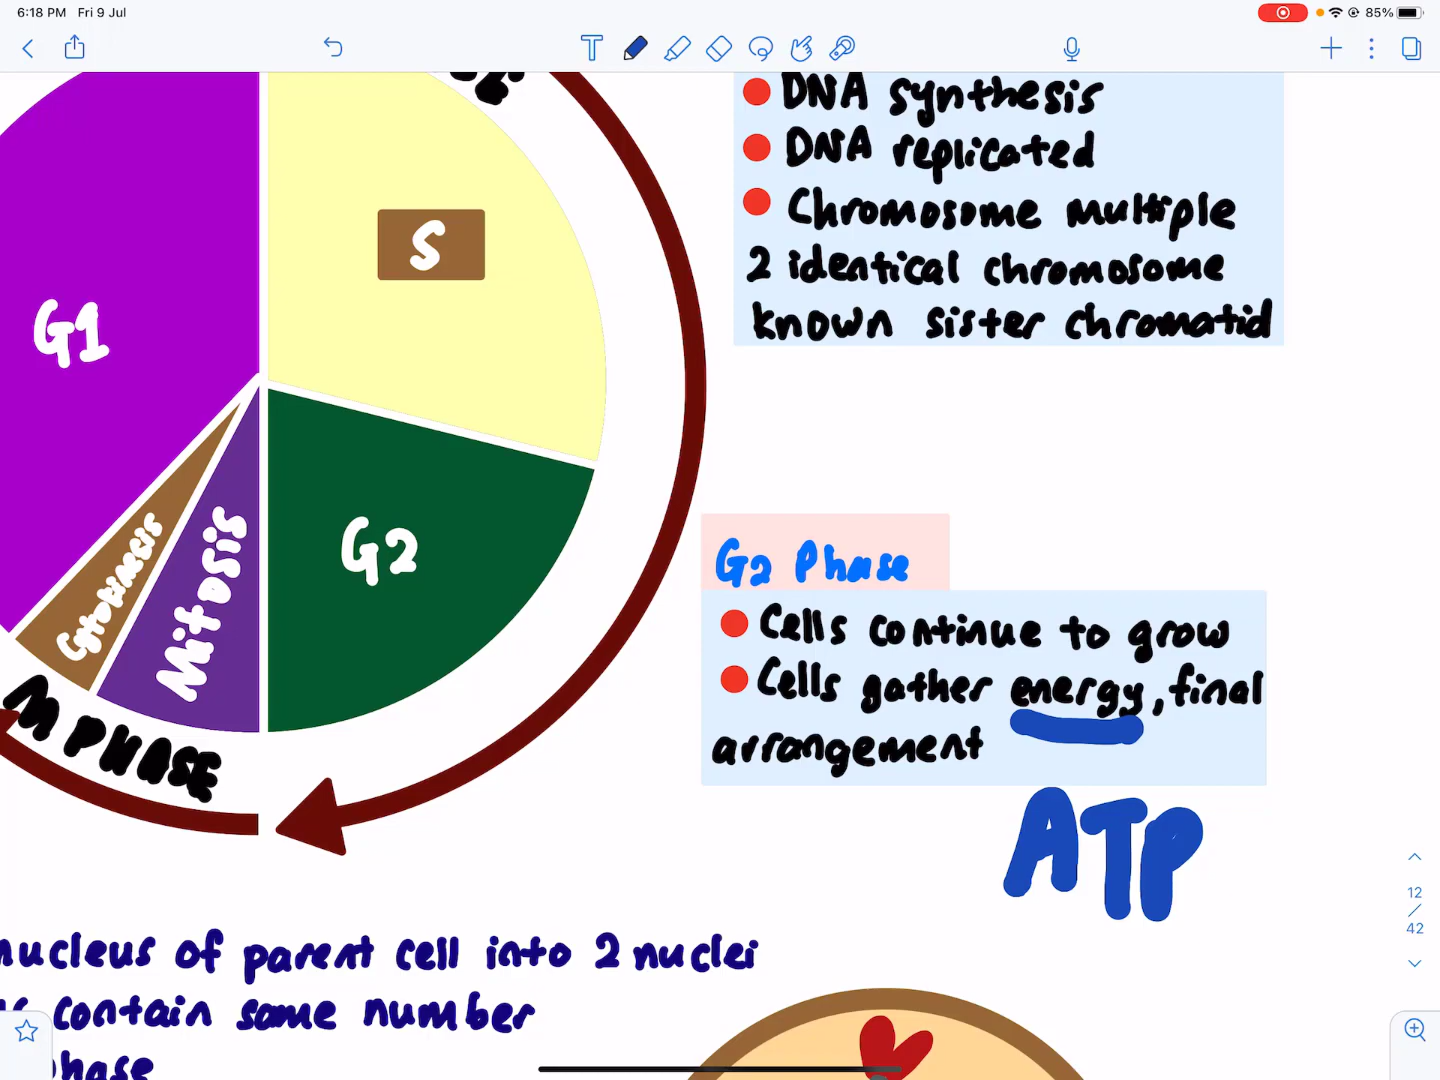 6:18 PM Fri 9 Jul
85%
DNA synthesis
DNA replicated
Chromosome multiple
2 identical chromosome
known sister chromatid
S
G1
G2
Cytokinesis
Mitosis
M PHASE
G2 Phase
Cells continue to grow
Cells gather energy, final
arrangement
ATP
12
/
42
nucleus of parent cell into 2 nuclei
contain same number
phase